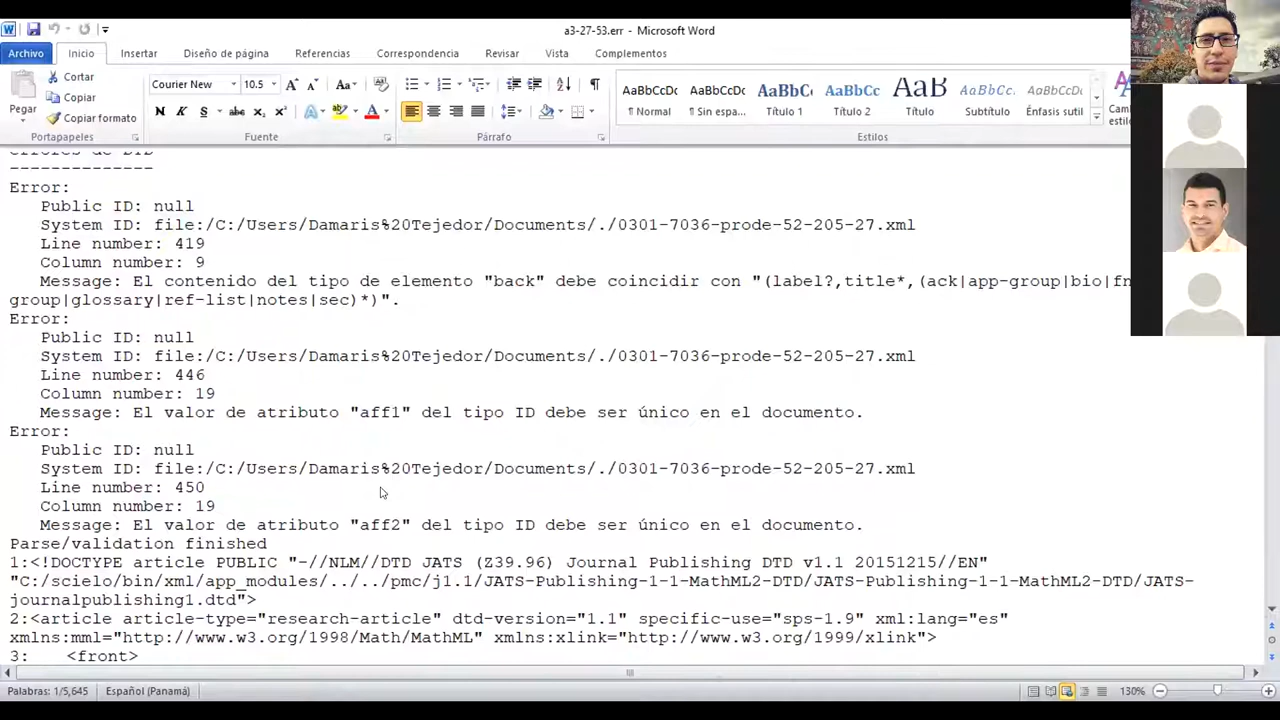 a3-27-53.err - Microsoft Word
Archivo Inicio Insertar Diseño de página Referencias Correspondencia Revisar Vista Complementos
Pegar
Cortar
Copiar
Copiar formato
Portapapeles
Courier New 10.5
Fuente
Párrafo
AaBbCcDc AaBbCcDc AaBbC AaBbCc AaB AaBbCc AaBbCcDc
¶ Normal ¶ Sin espa... Título 1 Título 2 Título Subtítulo Énfasis sutil
Estilos
--------------
Error:
Public ID: null
System ID: file:/C:/Users/Damaris%20Tejedor/Documents/./0301-7036-prode-52-205-27.xml
Line number: 419
Column number: 9
Message: El contenido del tipo de elemento "back" debe coincidir con "(label?,title*,(ack|app-group|bio|fn
group|glossary|ref-list|notes|sec)*)".
Error:
Public ID: null
System ID: file:/C:/Users/Damaris%20Tejedor/Documents/./0301-7036-prode-52-205-27.xml
Line number: 446
Column number: 19
Message: El valor de atributo "aff1" del tipo ID debe ser único en el documento.
Error:
Public ID: null
System ID: file:/C:/Users/Damaris%20Tejedor/Documents/./0301-7036-prode-52-205-27.xml
Line number: 450
Column number: 19
Message: El valor de atributo "aff2" del tipo ID debe ser único en el documento.
Parse/validation finished
1:<!DOCTYPE article PUBLIC "-//NLM//DTD JATS (Z39.96) Journal Publishing DTD v1.1 20151215//EN"
"C:/scielo/bin/xml/app_modules/../../pmc/j1.1/JATS-Publishing-1-1-MathML2-DTD/JATS-Publishing-1-1-MathML2-DTD/JATS-
journalpublishing1.dtd">
2:<article article-type="research-article" dtd-version="1.1" specific-use="sps-1.9" xml:lang="es"
xmlns:mml="http://www.w3.org/1998/Math/MathML" xmlns:xlink="http://www.w3.org/1999/xlink">
3: <front>
Palabras: 1/5,645 Español (Panamá) 130%